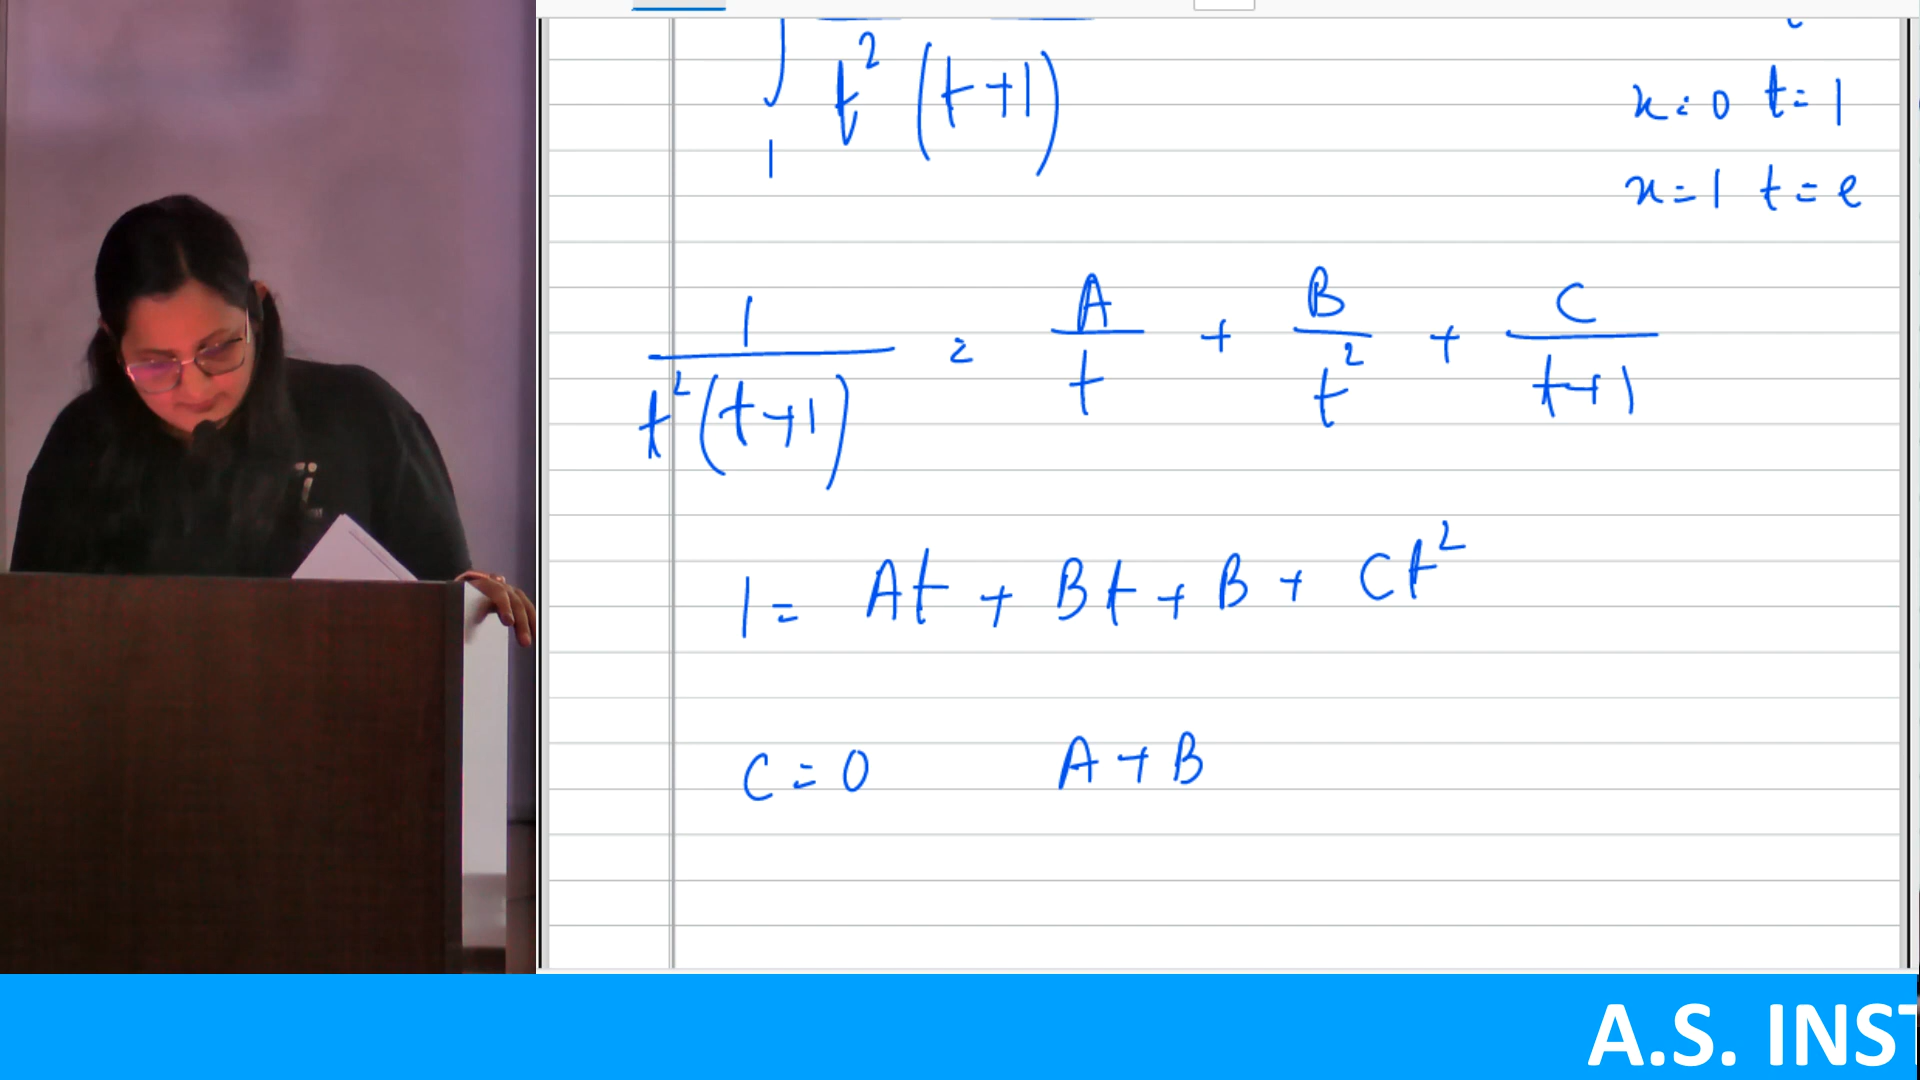 ∫ 1
t² (t+1)
x=0 t=1
x=1 t=e
1/(t²(t+1)) = A/t + B/t² + C/(t+1)
1= At + Bt + B + Ct²
C=0 A+B
A.S. INST